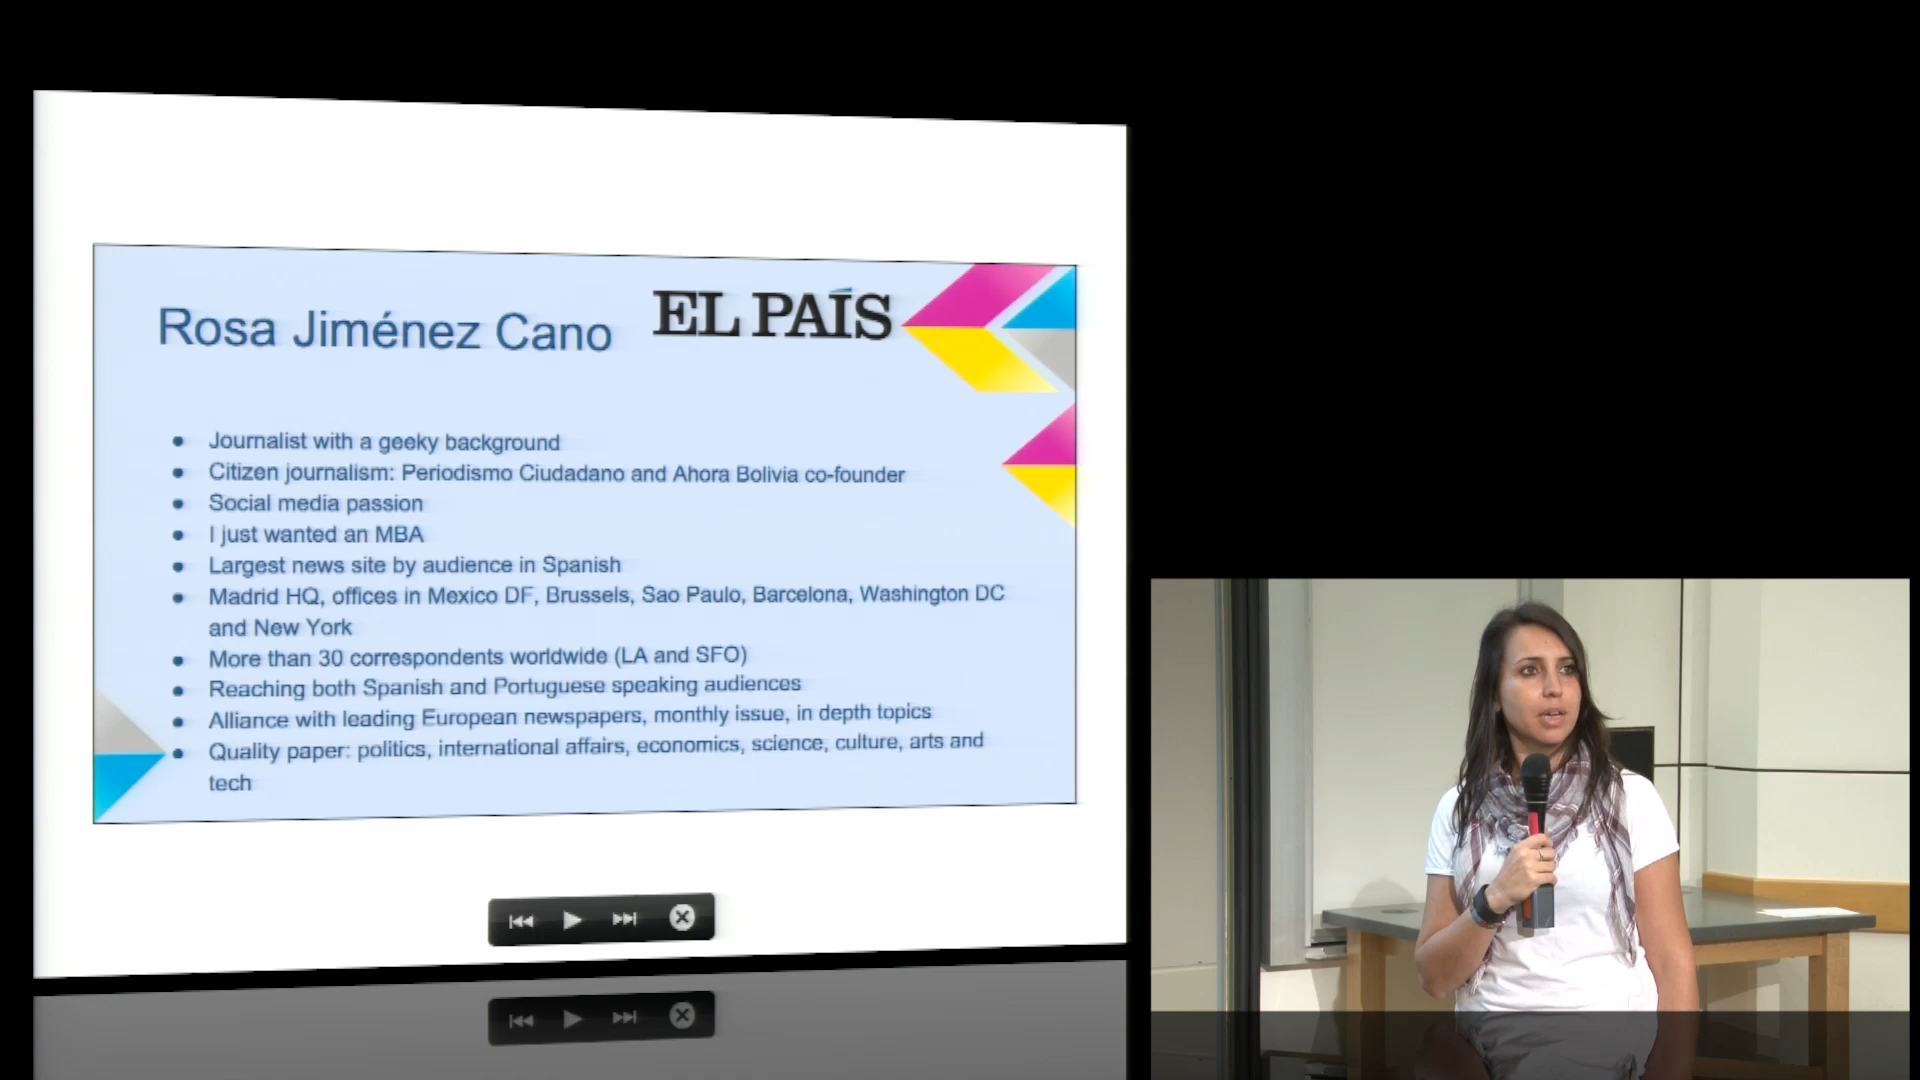 Rosa Jiménez Cano
EL PAÍS
Journalist with a geeky background
Citizen journalism: Periodismo Ciudadano and Ahora Bolivia co-founder
Social media passion
I just wanted an MBA
Largest news site by audience in Spanish
Madrid HQ, offices in Mexico DF, Brussels, Sao Paulo, Barcelona, Washington DC
and New York
More than 30 correspondents worldwide (LA and SFO)
Reaching both Spanish and Portuguese speaking audiences
Alliance with leading European newspapers, monthly issue, in depth topics
Quality paper: politics, international affairs, economics, science, culture, arts and
tech